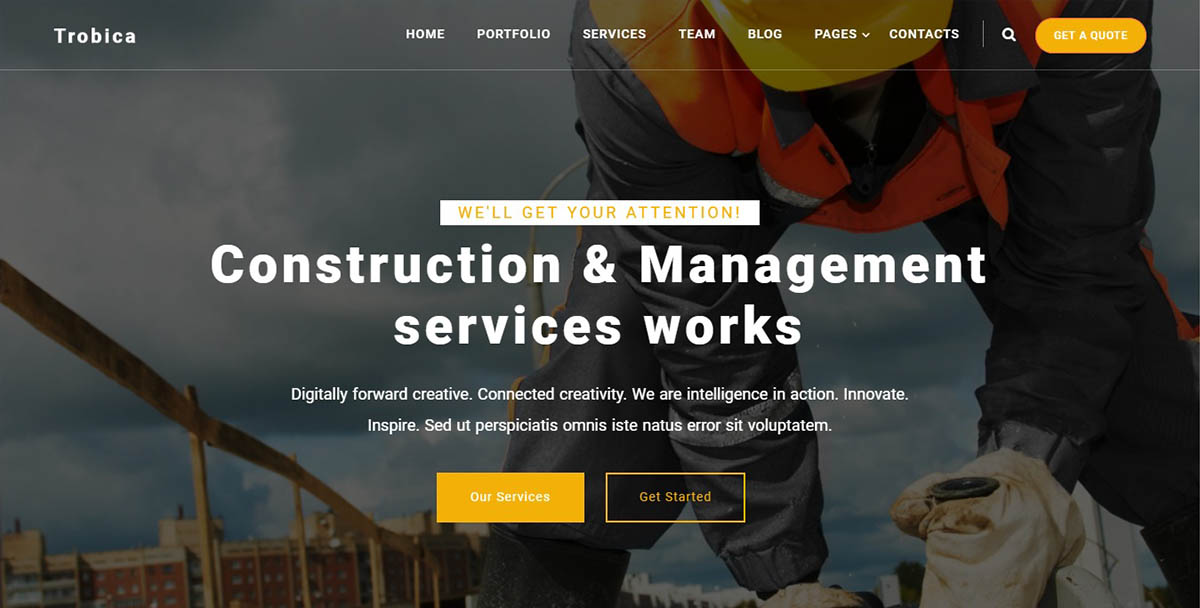 Trobica
HOME PORTFOLIO SERVICES TEAM BLOG PAGES CONTACTS GET A QUOTE
WE'LL GET YOUR ATTENTION!
Construction & Management
services works
Digitally forward creative. Connected creativity. We are intelligence in action. Innovate.
Inspire. Sed ut perspiciatis omnis iste natus error sit voluptatem.
Our Services Get Started